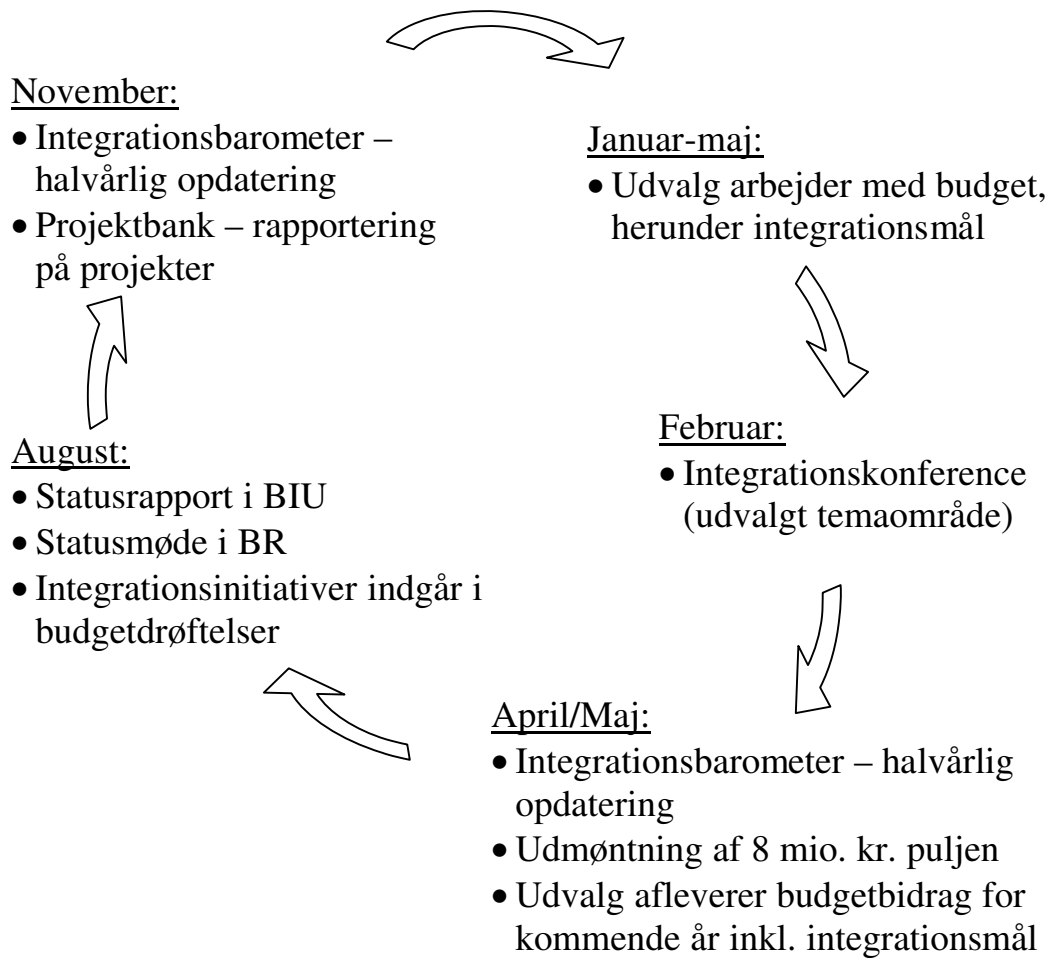 November:
• Integrationsbarometer –
halvårlig opdatering
• Projektbank – rapportering
på projekter
Januar-maj:
• Udvalg arbejder med budget,
herunder integrationsmål
Februar:
• Integrationskonference
(udvalgt temaområde)
April/Maj:
• Integrationsbarometer – halvårlig
opdatering
• Udmøntning af 8 mio. kr. puljen
• Udvalg afleverer budgetbidrag for
kommende år inkl. integrationsmål
August:
• Statusrapport i BIU
• Statusmøde i BR
• Integrationsinitiativer indgår i
budgetdrøftelser